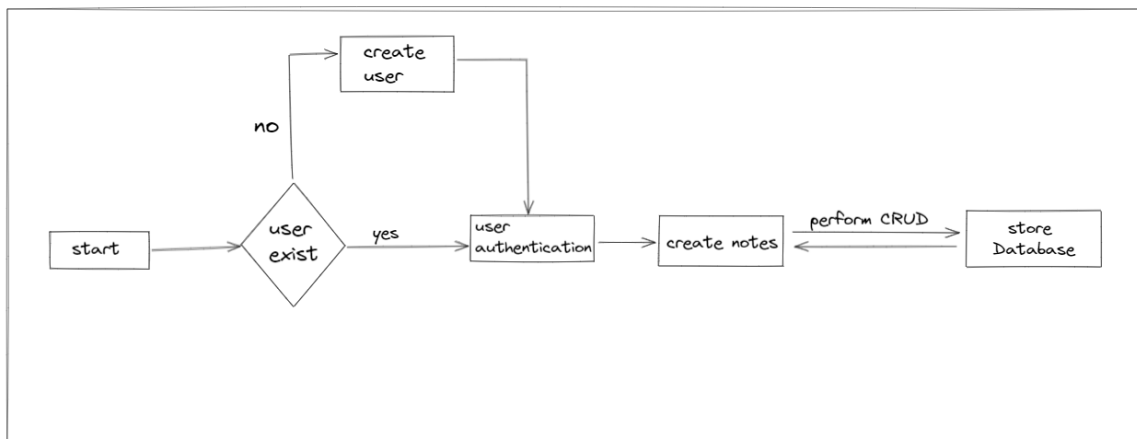 create
user
no
start
user
exist
yes
user
authentication
create notes
perform CRUD
store
Database